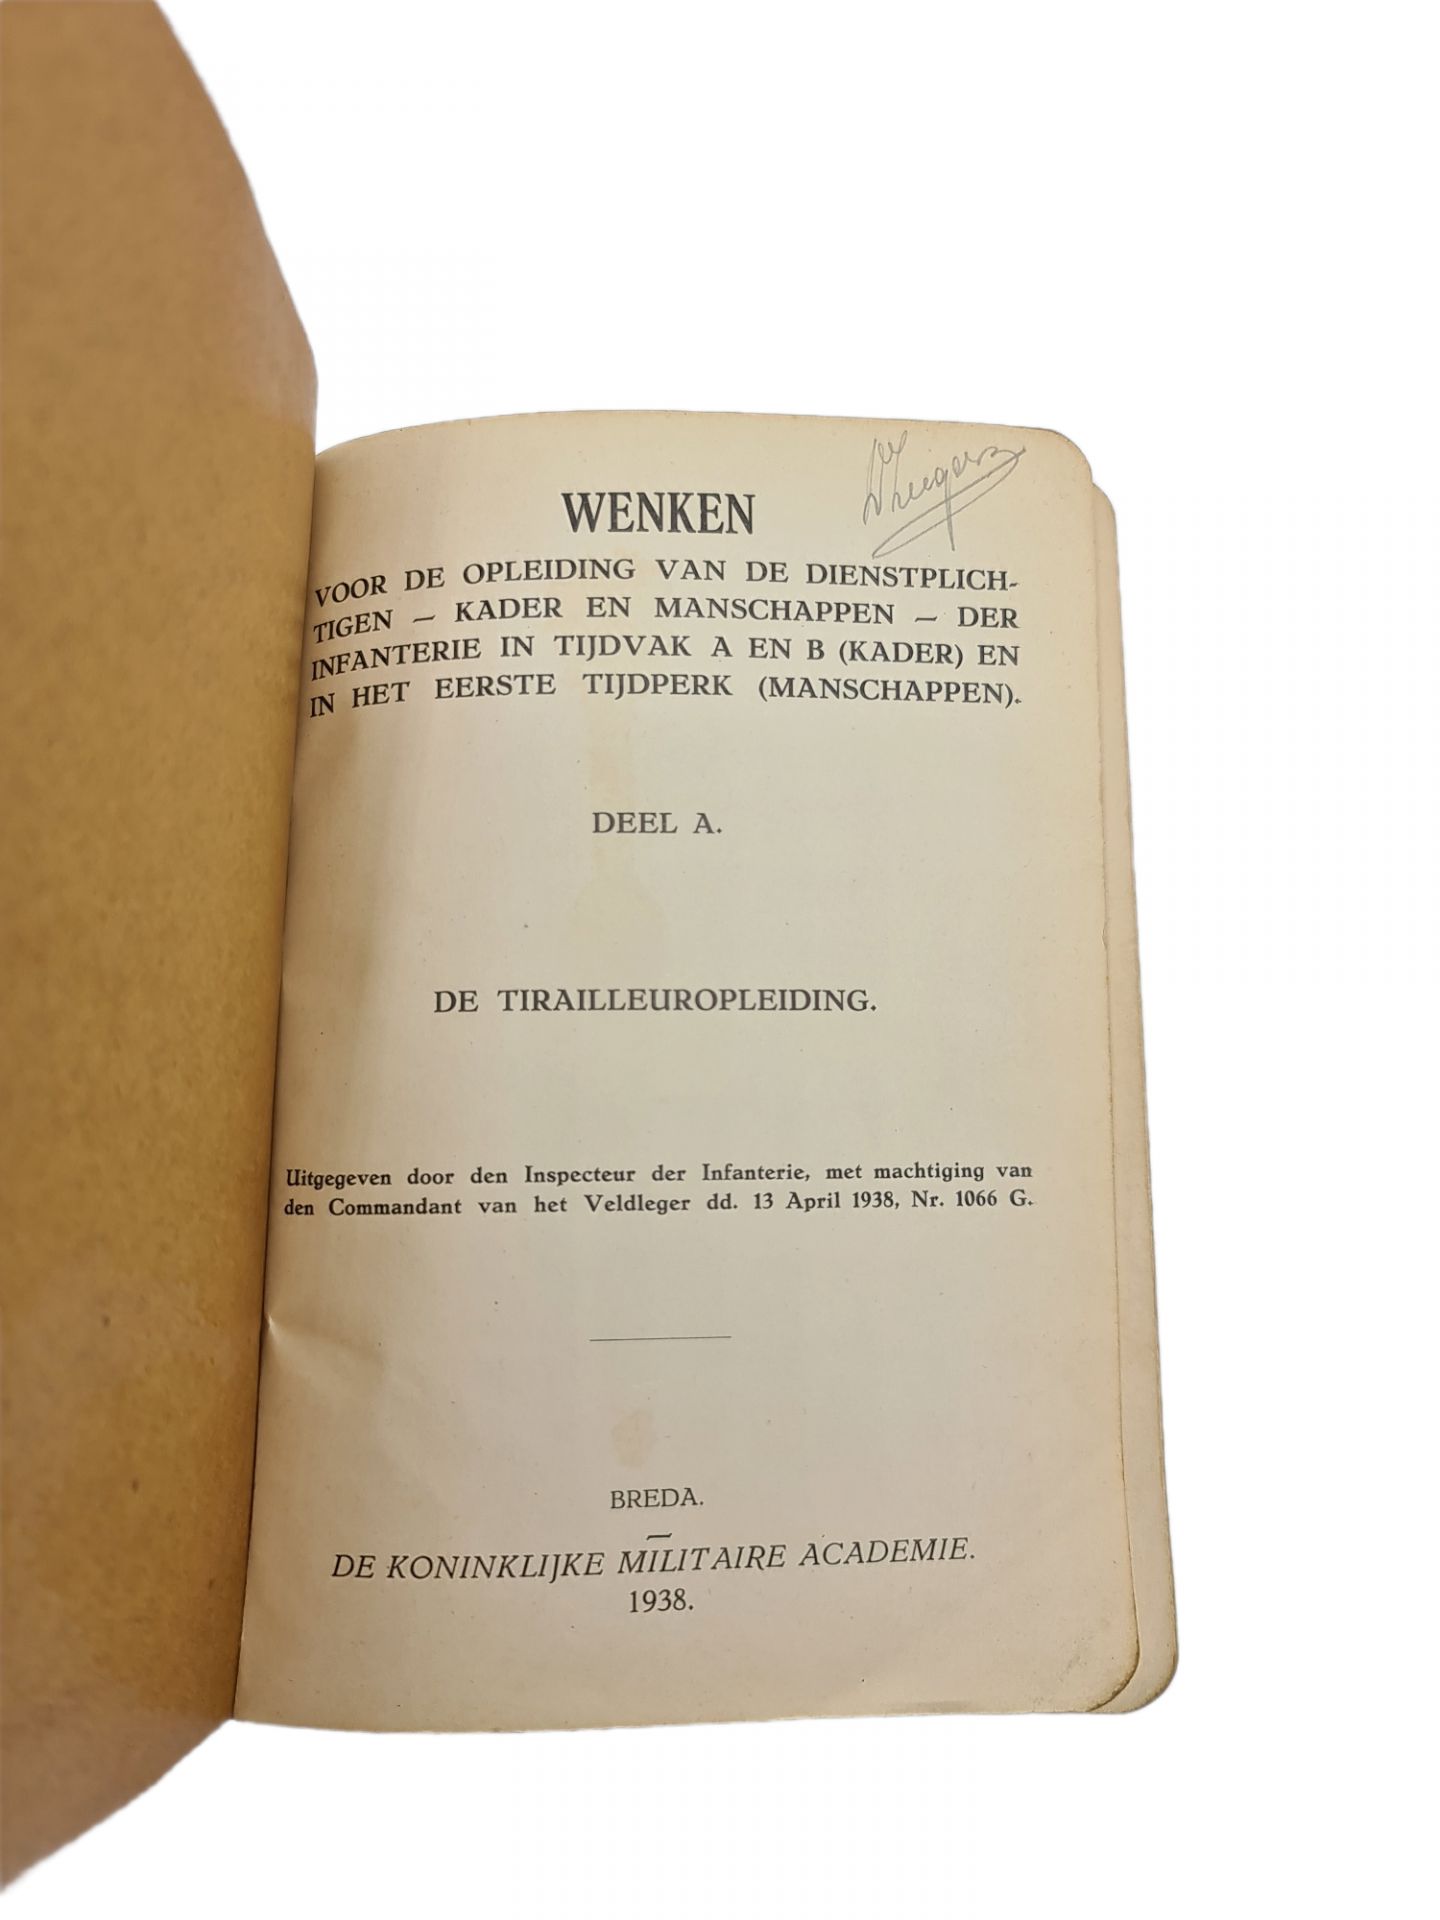 WENKEN
VOOR DE OPLEIDING VAN DE DIENSTPLICH-
TIGEN — KADER EN MANSCHAPPEN — DER
INFANTERIE IN TIJDVAK A EN B (KADER) EN
IN HET EERSTE TIJDPERK (MANSCHAPPEN).
DEEL A.
DE TIRAILLEUROPLEIDING.
Uitgegeven door den Inspecteur der Infanterie, met machtiging van
den Commandant van het Veldleger dd. 13 April 1938, Nr. 1066 G.
BREDA.
—
DE KONINKLIJKE MILITAIRE ACADEMIE.
1938.